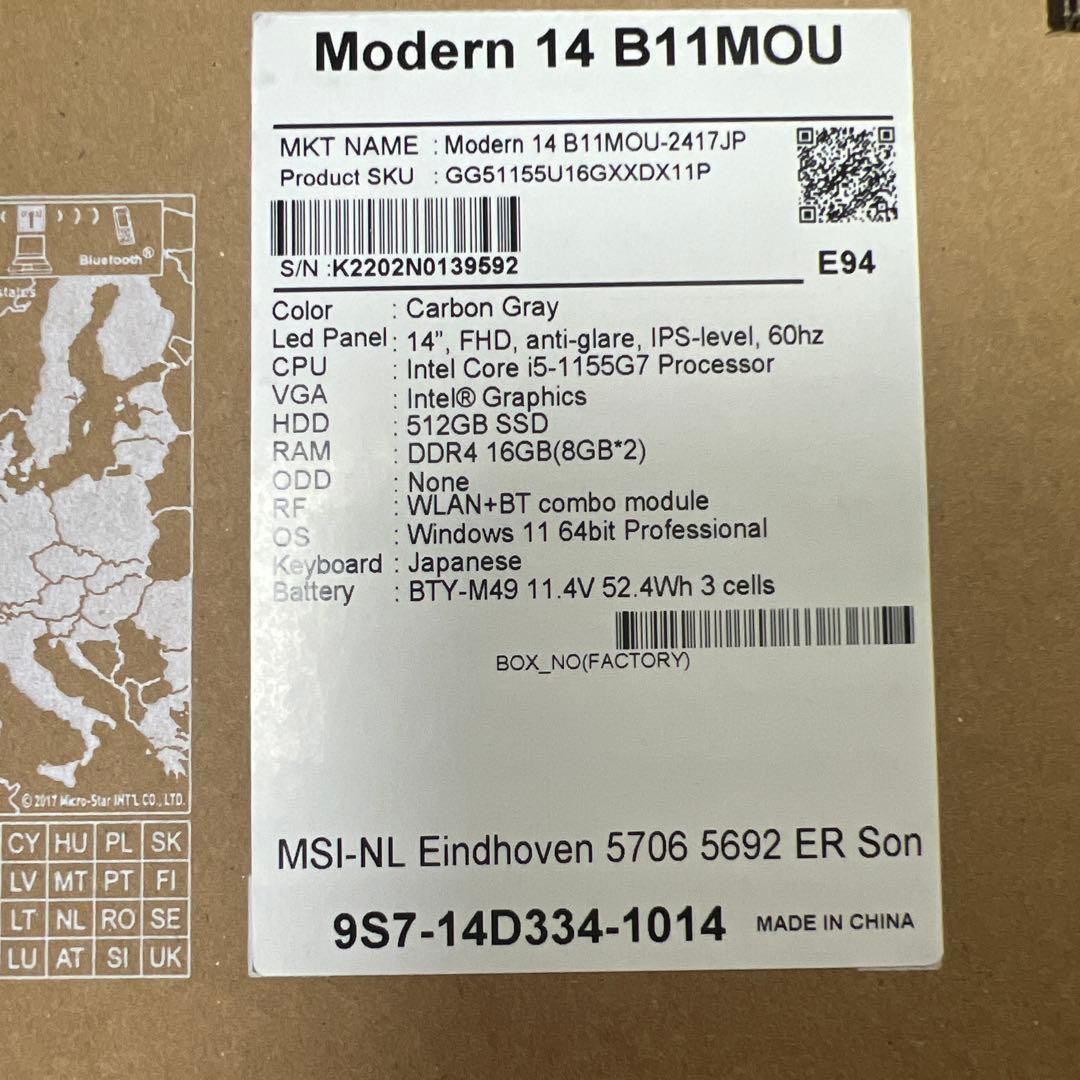 Modern 14 B11MOU
MKT NAME : Modern 14 B11MOU-2417JP
Product SKU : GG51155U16GXXDX11P
S/N :K2202N0139592
E94
Color : Carbon Gray
Led Panel : 14”, FHD, anti-glare, IPS-level, 60hz
CPU : Intel Core i5-1155G7 Processor
VGA : Intel® Graphics
HDD : 512GB SSD
RAM : DDR4 16GB(8GB*2)
ODD : None
RF : WLAN+BT combo module
OS : Windows 11 64bit Professional
Keyboard : Japanese
Battery : BTY-M49 11.4V 52.4Wh 3 cells
BOX_NO(FACTORY)
MSI-NL Eindhoven 5706 5692 ER Son
9S7-14D334-1014 MADE IN CHINA
Bluetooth®
states
©2017 Micro-Star INT'L CO., LTD.
CY HU PL SK
LV MT PT FI
LT NL RO SE
LU AT SI UK